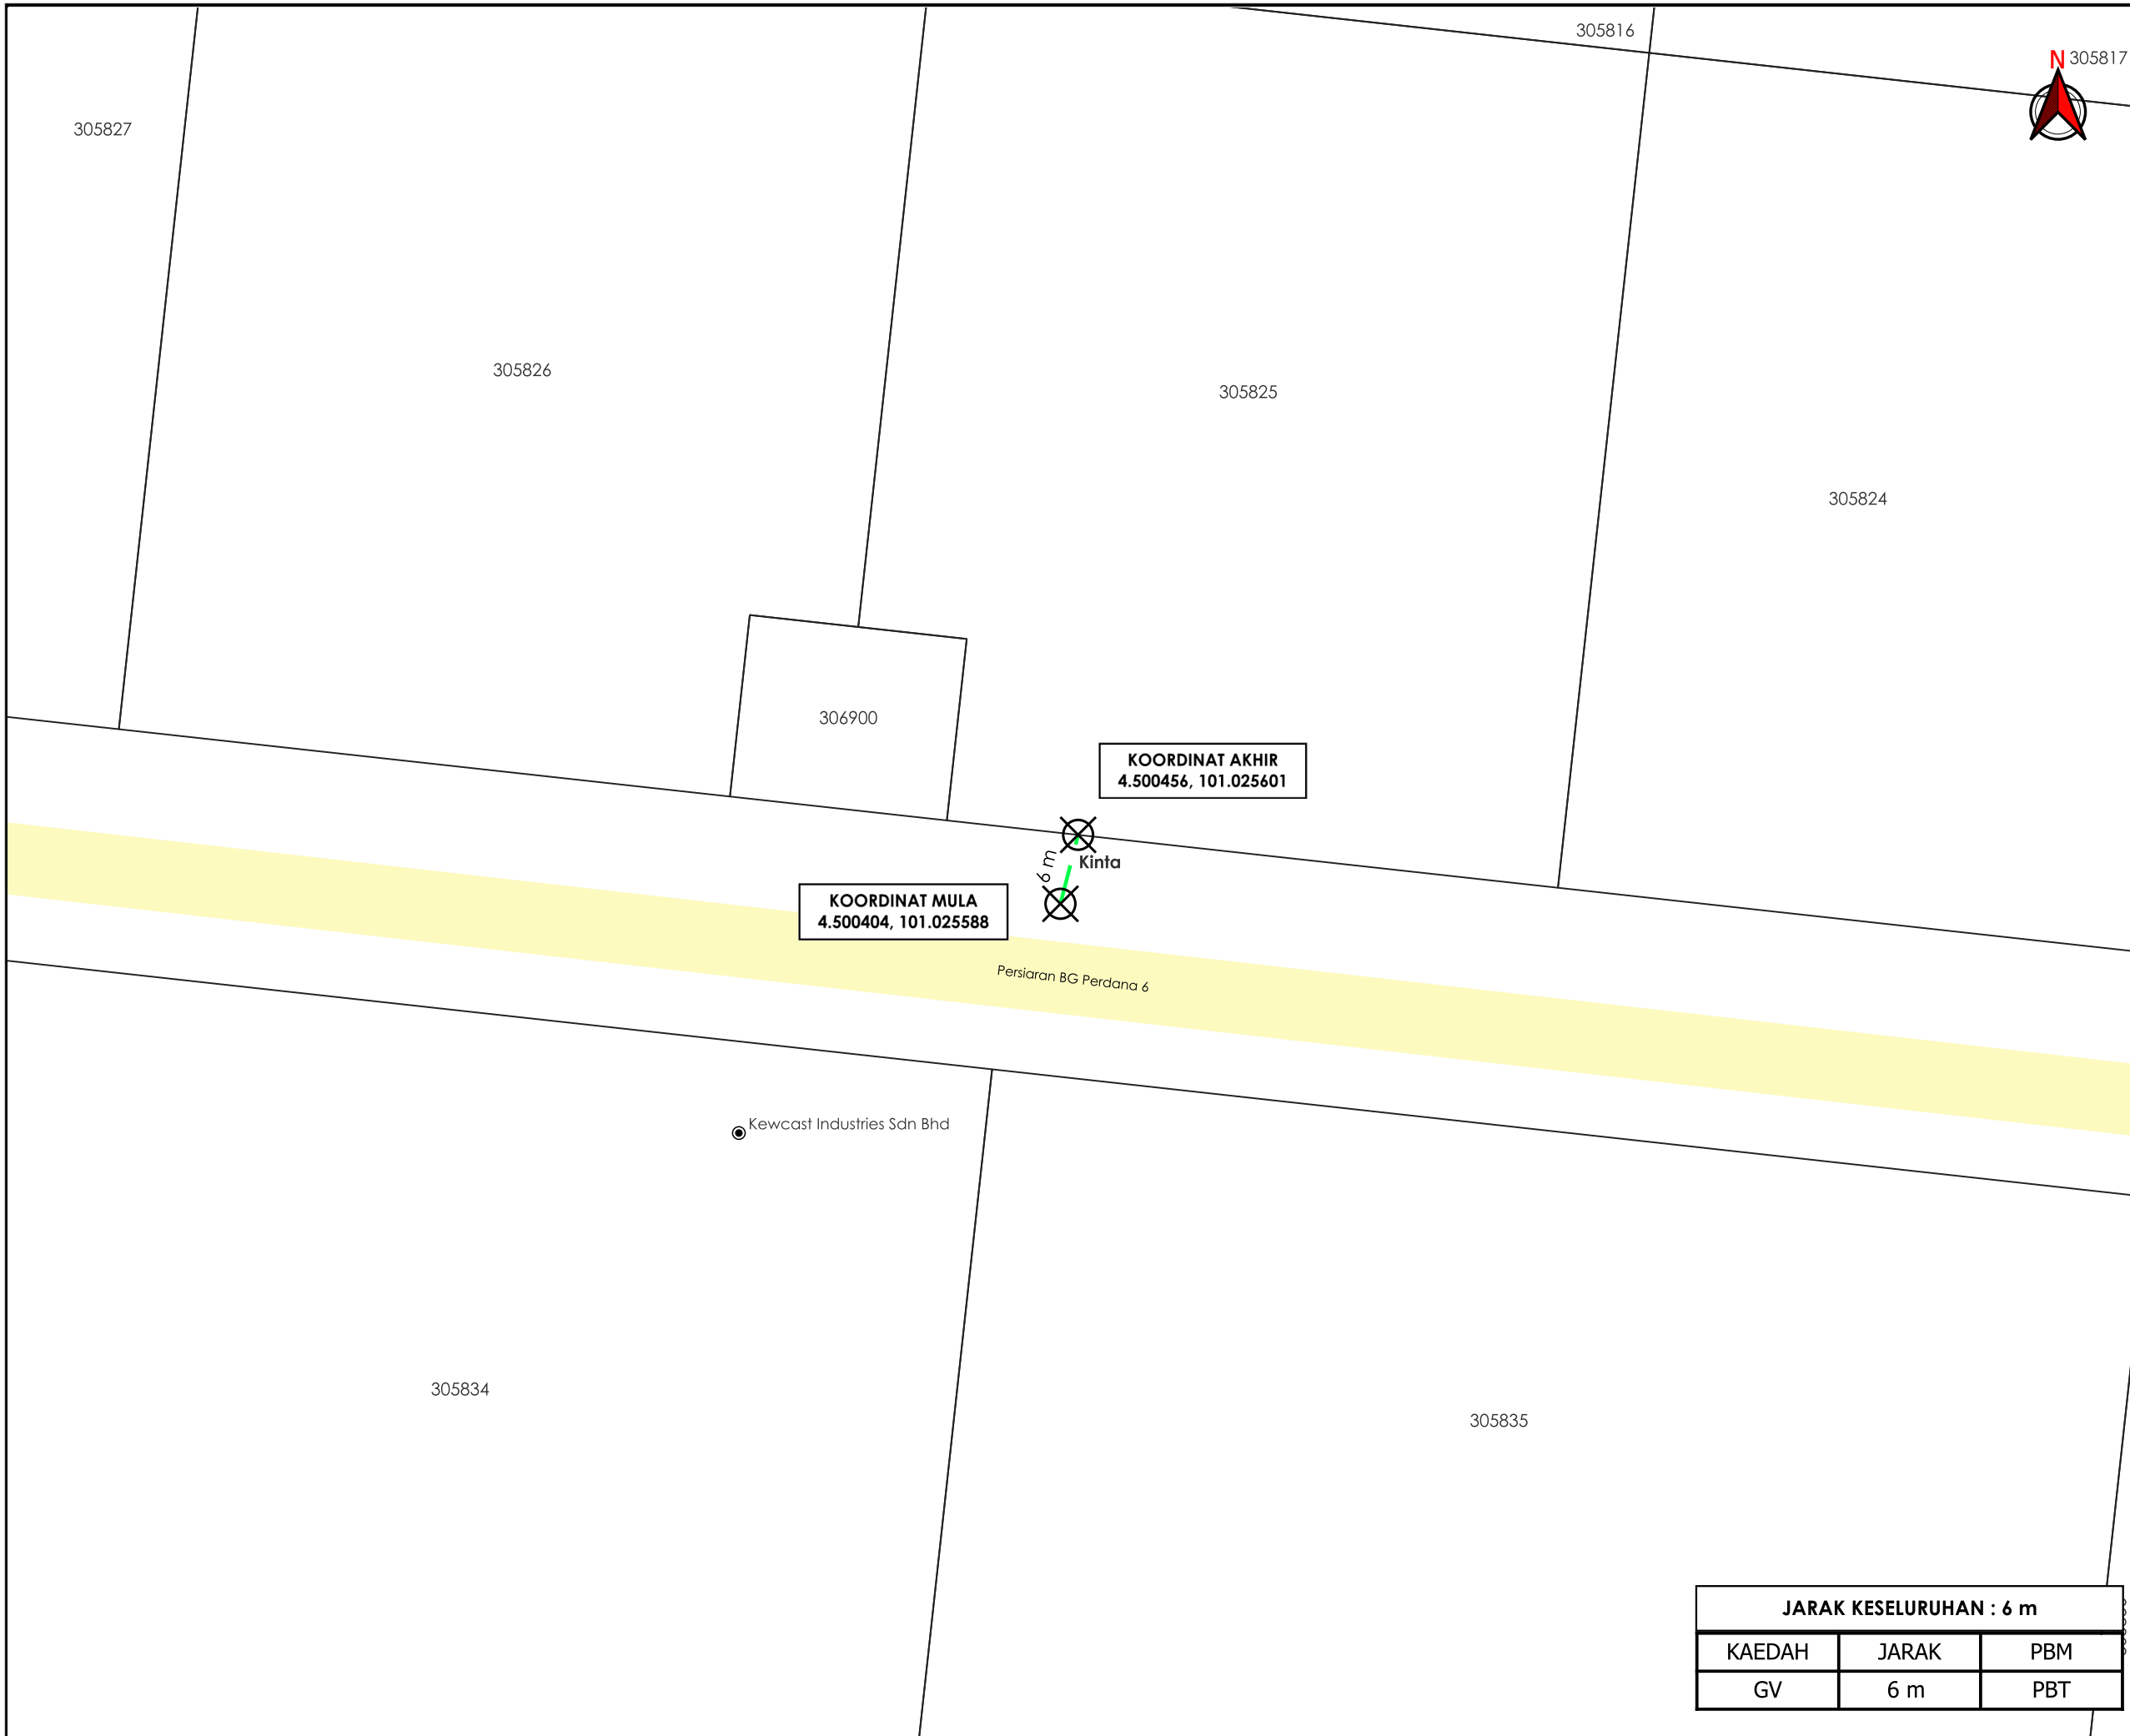 305816
N
305817
305827
305826
305825
305824
306900
KOORDINAT AKHIR
4.500456, 101.025601
6 m
Kinta
KOORDINAT MULA
4.500404, 101.025588
Persiaran BG Perdana 6
Kewcast Industries Sdn Bhd
305834
305835
JARAK KESELURUHAN : 6 m
KAEDAH JARAK PBM
GV 6 m PBT